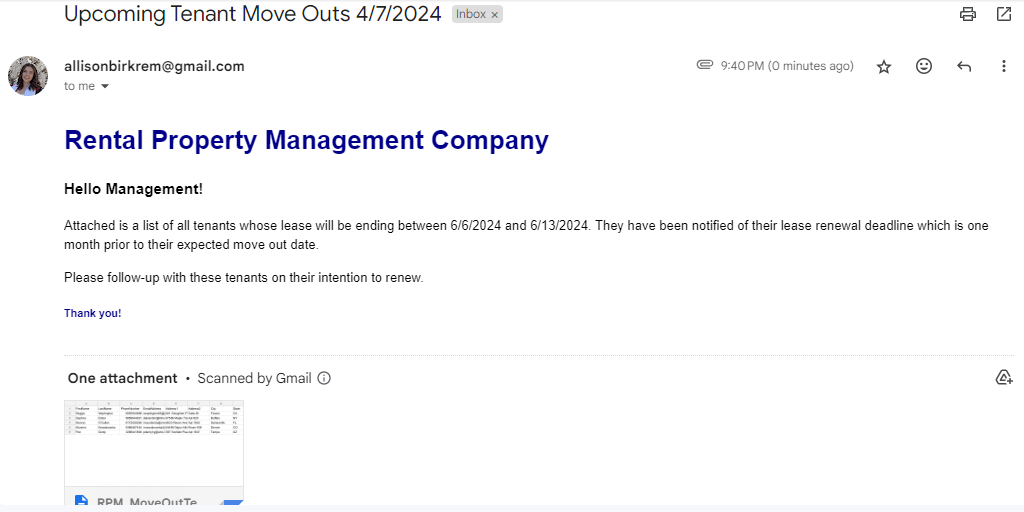 Upcoming Tenant Move Outs 4/7/2024 Inbox ×
allisonbirkrem@gmail.com 9:40 PM (0 minutes ago)
to me
Rental Property Management Company
Hello Management!
Attached is a list of all tenants whose lease will be ending between 6/6/2024 and 6/13/2024. They have been notified of their lease renewal deadline which is one
month prior to their expected move out date.
Please follow-up with these tenants on their intention to renew.
Thank you!
One attachment • Scanned by Gmail
RPM_MoveOutTe